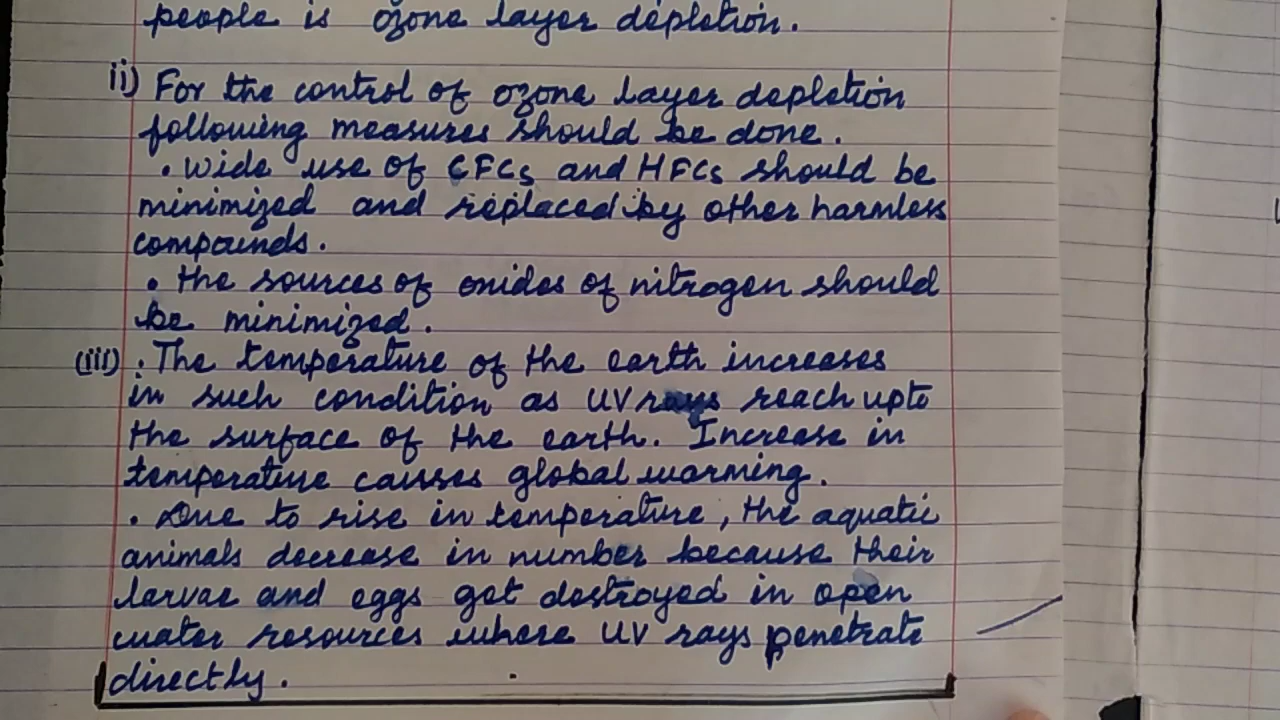 people is ozone layer depletion.
ii) For the control of ozone layer depletion
following measures should be done.
• Wide use of CFCs and HFCs should be
minimized and replaced by other harmless
compounds.
• the sources of oxides of nitrogen should
be minimized.
(iii) • The temperature of the earth increases
in such condition as UV rays reach upto
the surface of the earth. Increase in
temperature causes global warming.
• Due to rise in temperature, the aquatic
animals decrease in number because their
larvae and eggs get destroyed in open
water resources where UV rays penetrate
directly.